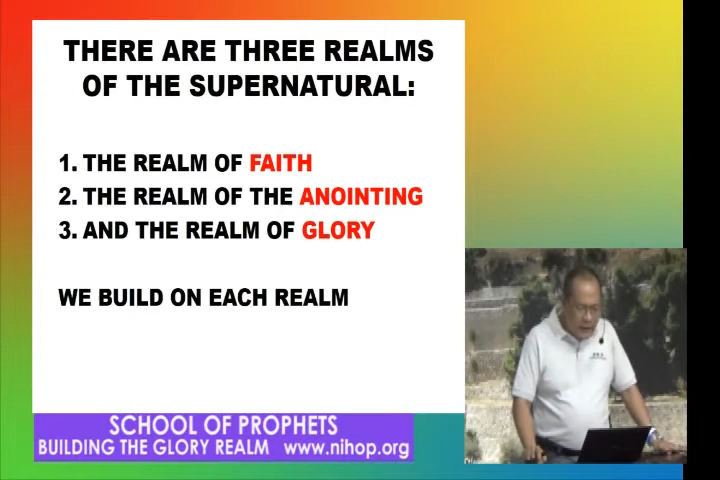 THERE ARE THREE REALMS
OF THE SUPERNATURAL:
1. THE REALM OF FAITH
2. THE REALM OF THE ANOINTING
3. AND THE REALM OF GLORY
WE BUILD ON EACH REALM
SCHOOL OF PROPHETS
BUILDING THE GLORY REALM www.nihop.org